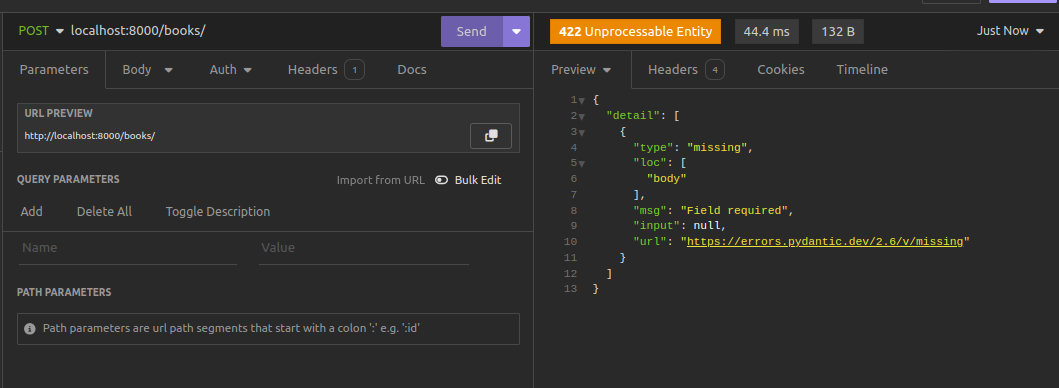 POST localhost:8000/books/ Send
Parameters Body Auth Headers 1 Docs
URL PREVIEW
http://localhost:8000/books/
QUERY PARAMETERS Import from URL Bulk Edit
Add Delete All Toggle Description
Name Value
PATH PARAMETERS
Path parameters are url path segments that start with a colon ':' e.g. ':id'
422 Unprocessable Entity 44.4 ms 132 B Just Now
Preview Headers 4 Cookies Timeline
1 {
2 "detail": [
3 {
4 "type": "missing",
5 "loc": [
6 "body"
7 ],
8 "msg": "Field required",
9 "input": null,
10 "url": "https://errors.pydantic.dev/2.6/v/missing"
11 }
12 ]
13 }